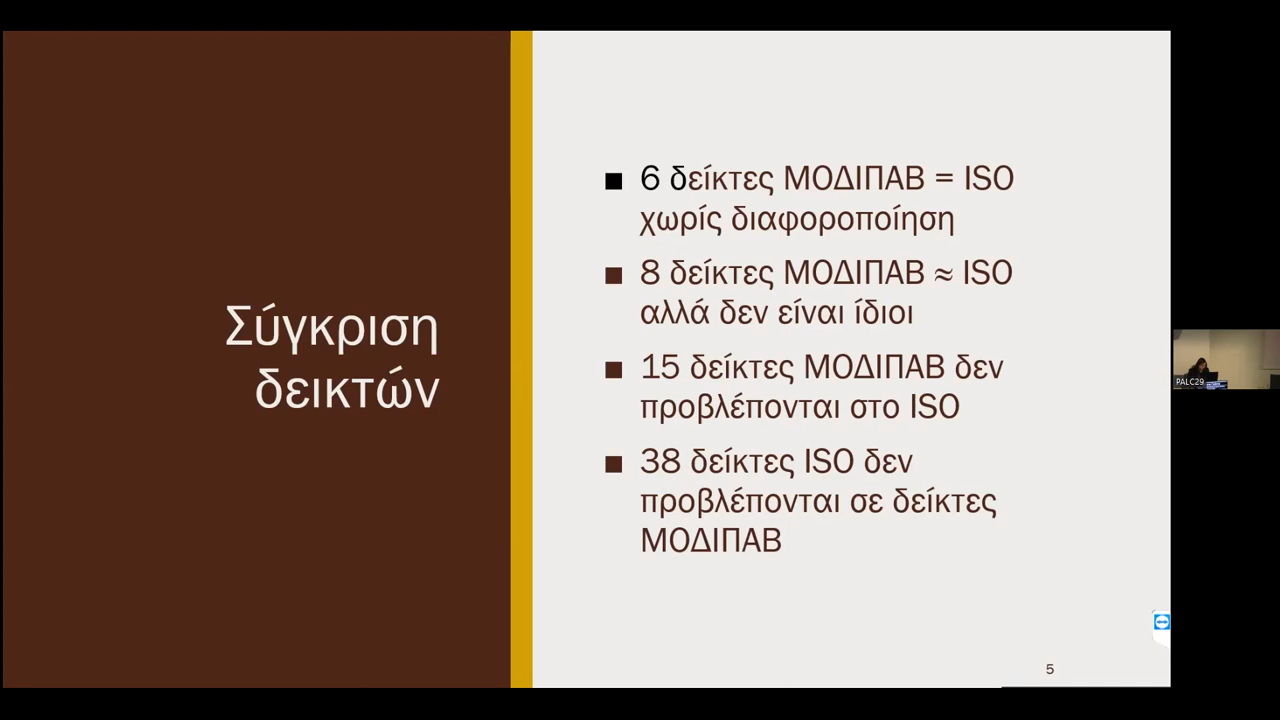 Σύγκριση
δεικτών
■ 6 δείκτες ΜΟΔΙΠΑΒ = ISO
χωρίς διαφοροποίηση
■ 8 δείκτες ΜΟΔΙΠΑΒ ≈ ISO
αλλά δεν είναι ίδιοι
■ 15 δείκτες ΜΟΔΙΠΑΒ δεν
προβλέπονται στο ISO
■ 38 δείκτες ISO δεν
προβλέπονται σε δείκτες
ΜΟΔΙΠΑΒ
5
PALC29